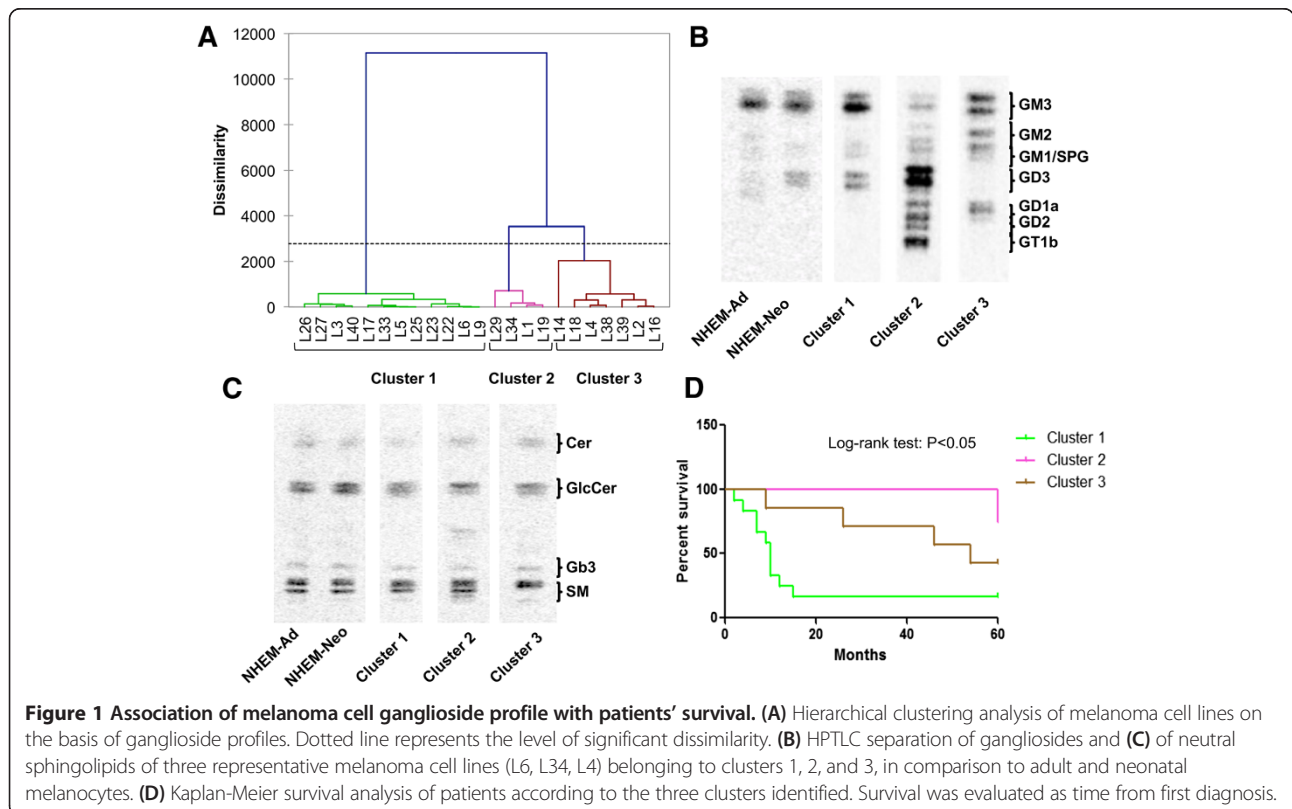 A
12000
10000
8000
6000
4000
2000
0
Dissimilarity
L26
L27
L3
L40
L17
L33
L5
L25
L23
L22
L6
L9
L29
L34
L1
L19
L14
L18
L4
L38
L39
L2
L16
Cluster 1
Cluster 2
Cluster 3
B
GM3
GM2
GM1/SPG
GD3
GD1a
GD2
GT1b
NHEM-Ad
NHEM-Neo
Cluster 1
Cluster 2
Cluster 3
C
Cer
GlcCer
Gb3
SM
NHEM-Ad
NHEM-Neo
Cluster 1
Cluster 2
Cluster 3
D
150
100
50
0
Percent survival
Log-rank test: P<0.05
Cluster 1
Cluster 2
Cluster 3
0
20
40
60
Months
Figure 1 Association of melanoma cell ganglioside profile with patients' survival. (A) Hierarchical clustering analysis of melanoma cell lines on
the basis of ganglioside profiles. Dotted line represents the level of significant dissimilarity. (B) HPTLC separation of gangliosides and (C) of neutral
sphingolipids of three representative melanoma cell lines (L6, L34, L4) belonging to clusters 1, 2, and 3, in comparison to adult and neonatal
melanocytes. (D) Kaplan-Meier survival analysis of patients according to the three clusters identified. Survival was evaluated as time from first diagnosis.